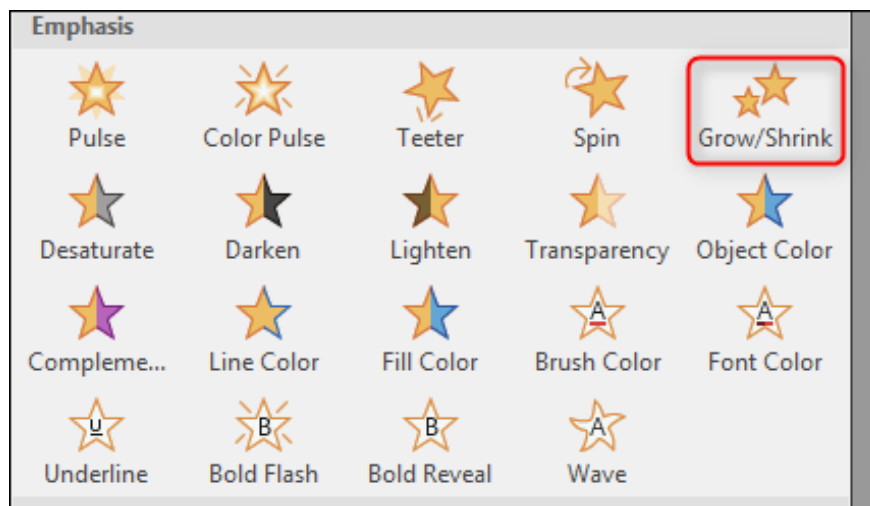 Emphasis
Pulse Color Pulse Teeter Spin Grow/Shrink
Desaturate Darken Lighten Transparency Object Color
Compleme... Line Color Fill Color A Brush Color A Font Color
U Underline B Bold Flash B Bold Reveal A Wave